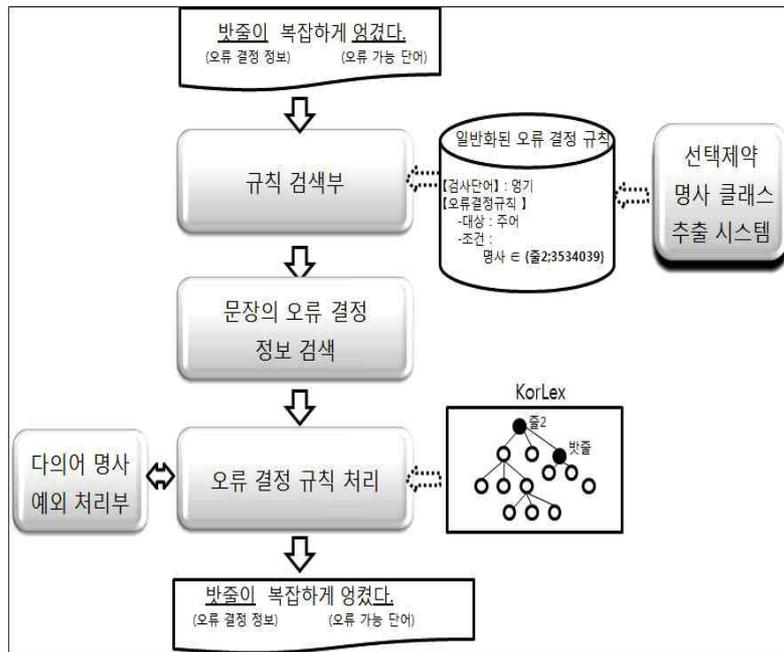 밧줄이 복잡하게 엉겼다.
(오류 결정 정보) (오류 가능 단어)
규칙 검색부
일반화된 오류 결정 규칙
【검사단어】: 엉기
【오류결정규칙 】
-대상 : 주어
-조건 :
명사 ∈ {줄2;3534039}
선택제약
명사 클래스
추출 시스템
문장의 오류 결정
정보 검색
KorLex
줄2
밧줄
다의어 명사
예외 처리부
오류 결정 규칙 처리
밧줄이 복잡하게 엉켰다.
(오류 결정 정보) (오류 가능 단어)